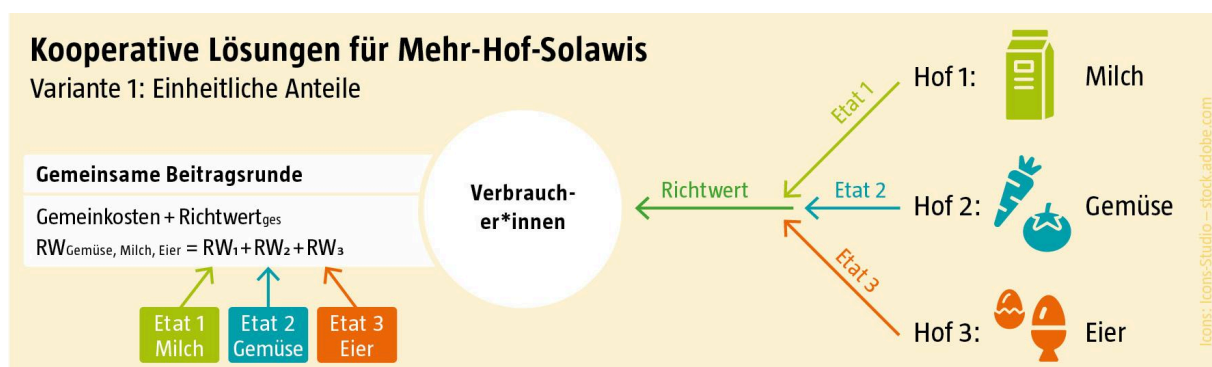 Kooperative Lösungen für Mehr-Hof-Solawis
Variante 1: Einheitliche Anteile
Gemeinsame Beitragsrunde
Gemeinkosten + Richtwertges
RWGemüse, Milch, Eier = RW₁+RW₂+RW₃
Etat 1
Milch
Etat 2
Gemüse
Etat 3
Eier
Verbrauch-
er*innen
Richtwert
Etat 1
Etat 2
Etat 3
Hof 1:
Milch
Hof 2:
Gemüse
Hof 3:
Eier
Icons: Icons-Studio – stock.adobe.com